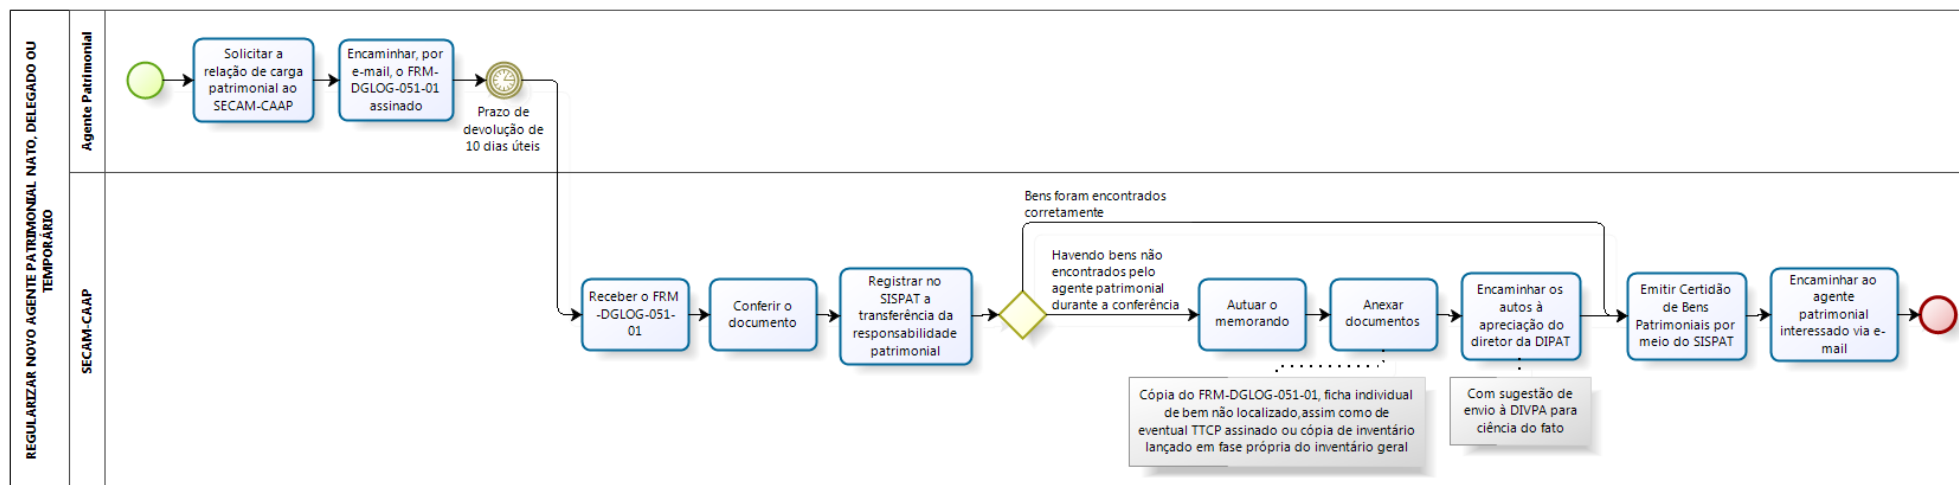 REGULARIZAR NOVO AGENTE PATRIMONIAL NATO, DELEGADO OU
TEMPORÁRIO
Agente Patrimonial
Solicitar a
relação de carga
patrimonial ao
SECAM-CAAP
Encaminhar, por
e-mail, o FRM-
DGLOG-051-01
assinado
Prazo de
devolução de
10 dias úteis
SECAM-CAAP
Receber o FRM
-DGLOG-051-
01
Conferir o
documento
Registrar no
SISPAT a
transferência da
responsabilidade
patrimonial
Bens foram encontrados
corretamente
Havendo bens não
encontrados pelo
agente patrimonial
durante a conferência
Autuar o
memorando
Anexar
documentos
Encaminhar os
autos à
apreciação do
diretor da DIPAT
Emitir Certidão
de Bens
Patrimoniais por
meio do SISPAT
Encaminhar ao
agente
patrimonial
interessado via e-
mail
Cópia do FRM-DGLOG-051-01, ficha individual
de bem não localizado,assim como de
eventual TTCP assinado ou cópia de inventário
lançado em fase própria do inventário geral
Com sugestão de
envio à DIVPA para
ciência do fato